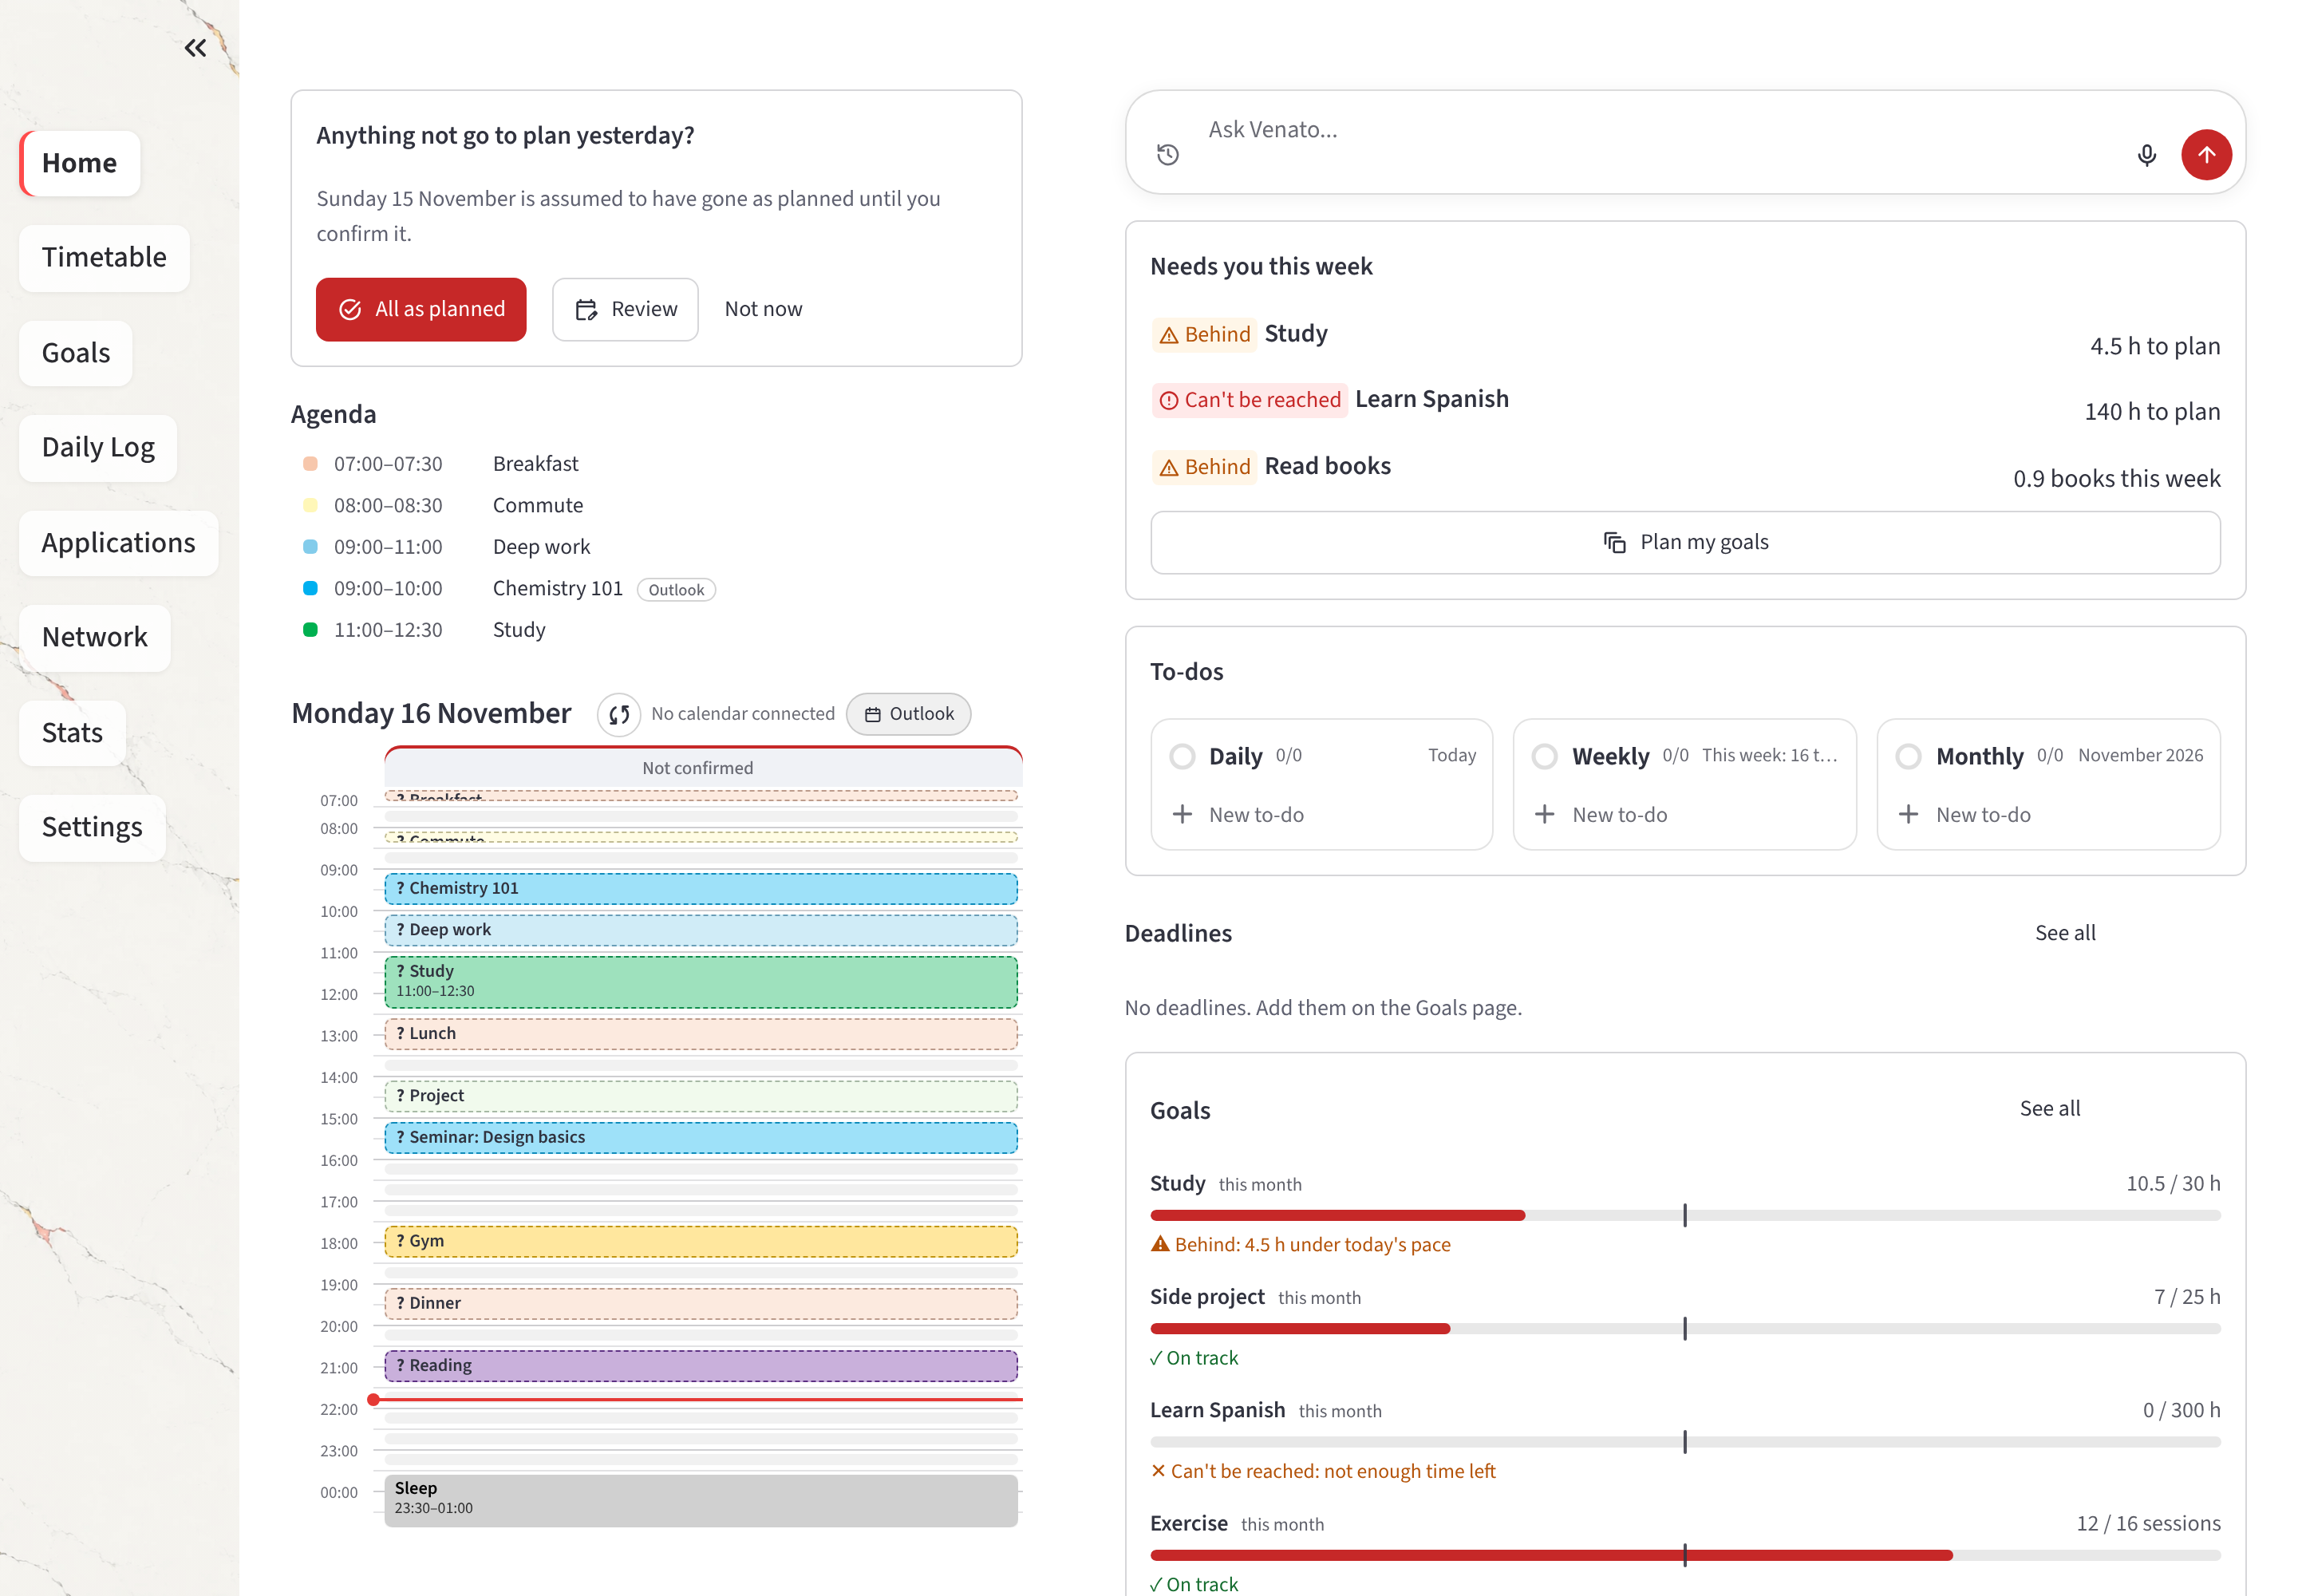 Home
Timetable
Goals
Daily Log
Applications
Network
Stats
Settings
Anything not go to plan yesterday?
Sunday 15 November is assumed to have gone as planned until you
confirm it.
All as planned
Review
Not now
Agenda
07:00–07:30 Breakfast
08:00–08:30 Commute
09:00–11:00 Deep work
09:00–10:00 Chemistry 101 Outlook
11:00–12:30 Study
Monday 16 November
No calendar connected
Outlook
Not confirmed
07:00
? Breakfast
08:00
? Commute
09:00
? Chemistry 101
10:00
? Deep work
11:00
? Study
11:00–12:30
12:00
? Lunch
13:00
14:00
? Project
15:00
? Seminar: Design basics
16:00
17:00
? Gym
18:00
19:00
? Dinner
20:00
? Reading
21:00
22:00
23:00
Sleep
23:30–01:00
00:00
Ask Venato...
Needs you this week
Behind Study
4.5 h to plan
Can't be reached Learn Spanish
140 h to plan
Behind Read books
0.9 books this week
Plan my goals
To-dos
Daily 0/0 Today
New to-do
Weekly 0/0 This week: 16 t...
New to-do
Monthly 0/0 November 2026
New to-do
Deadlines
See all
No deadlines. Add them on the Goals page.
Goals
See all
Study this month 10.5 / 30 h
Behind: 4.5 h under today's pace
Side project this month 7 / 25 h
✓ On track
Learn Spanish this month 0 / 300 h
✕ Can't be reached: not enough time left
Exercise this month 12 / 16 sessions
✓ On track